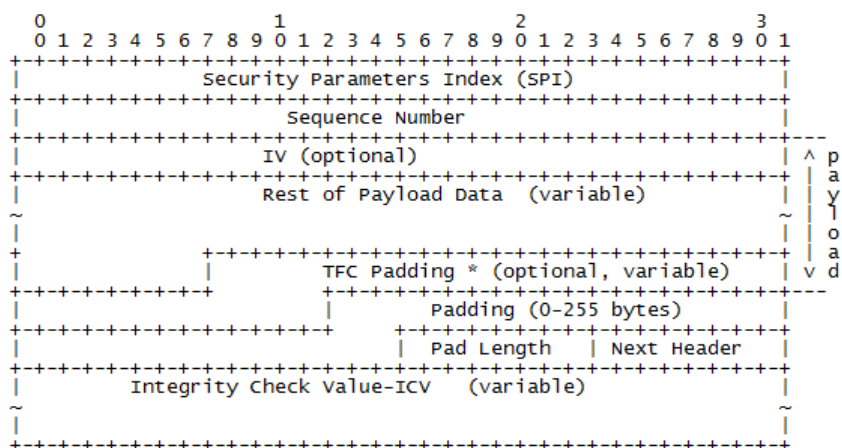 0                   1                   2                   3
0 1 2 3 4 5 6 7 8 9 0 1 2 3 4 5 6 7 8 9 0 1 2 3 4 5 6 7 8 9 0 1
Security Parameters Index (SPI)
Sequence Number
IV (optional)
Rest of Payload Data (variable)
TFC Padding * (optional, variable)
Padding (0-255 bytes)
Pad Length | Next Header
Integrity Check Value-ICV (variable)
payload